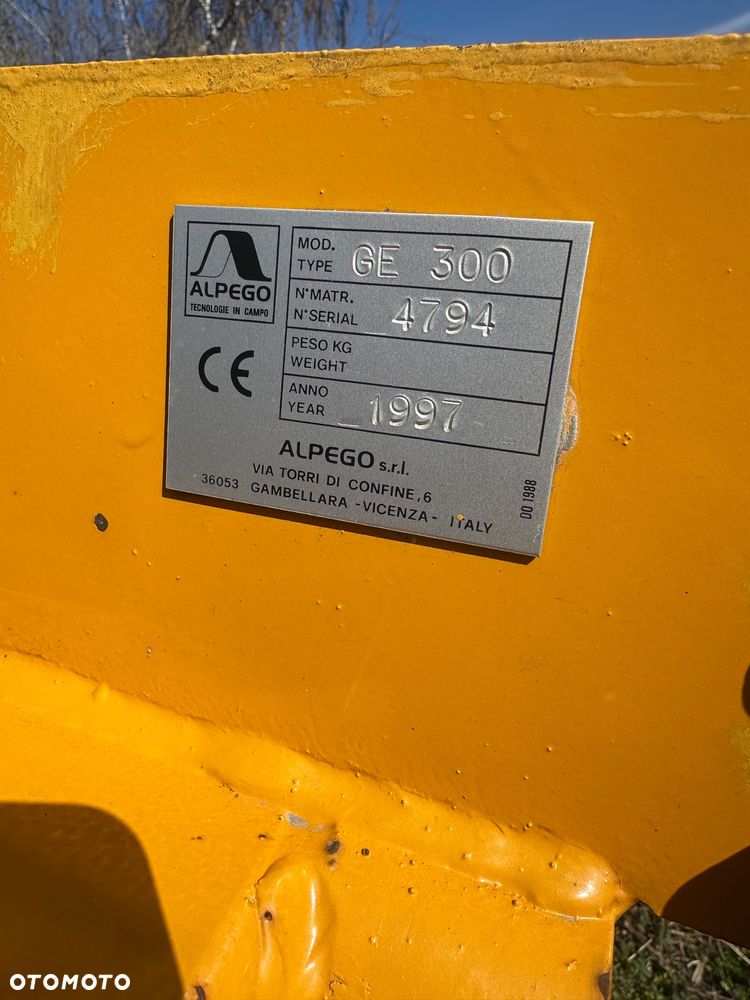 ALPEGO
TECNOLOGIE IN CAMPO
MOD.
TYPE GE 300
N°MATR.
N°SERIAL 4794
PESO KG
WEIGHT
ANNO
YEAR 1997
CE
ALPEGO s.r.l.
VIA TORRI DI CONFINE, 6
36053 GAMBELLARA - VICENZA - ITALY
DO 1988
OTOMOTO